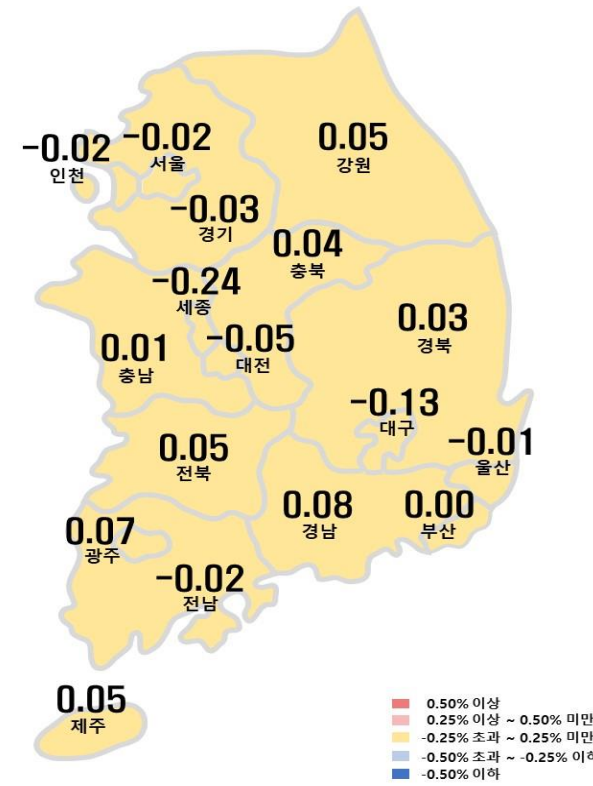 -0.02
서울
-0.02
인천
0.05
강원
-0.03
경기
0.04
충북
-0.24
세종
0.03
경북
-0.05
대전
0.01
충남
-0.13
대구
-0.01
울산
0.05
전북
0.08
경남
0.00
부산
0.07
광주
-0.02
전남
0.05
제주
0.50% 이상
0.25% 이상 ~ 0.50% 미만
-0.25% 초과 ~ 0.25% 미만
-0.50% 초과 ~ -0.25% 이하
-0.50% 이하